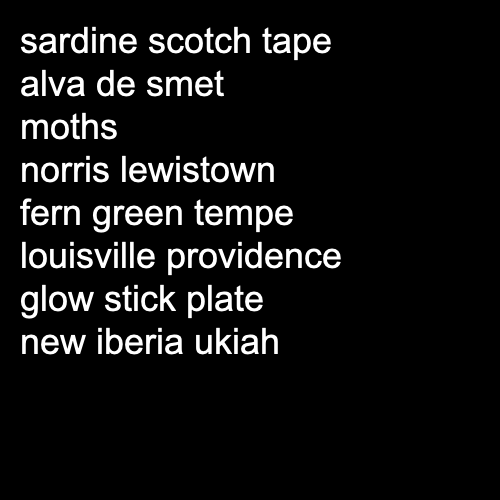 sardine scotch tape
alva de smet
moths
norris lewistown
fern green tempe
louisville providence
glow stick plate
new iberia ukiah